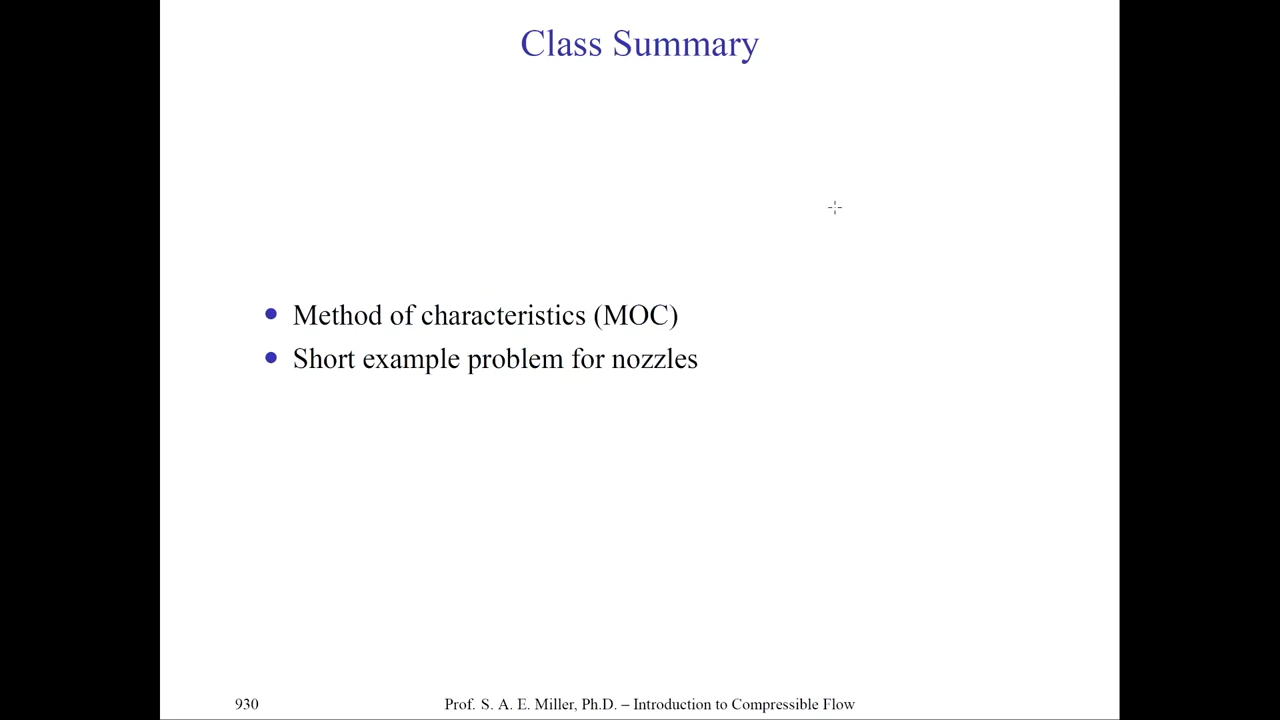 Class Summary
• Method of characteristics (MOC)
• Short example problem for nozzles
930
Prof. S. A. E. Miller, Ph.D. – Introduction to Compressible Flow